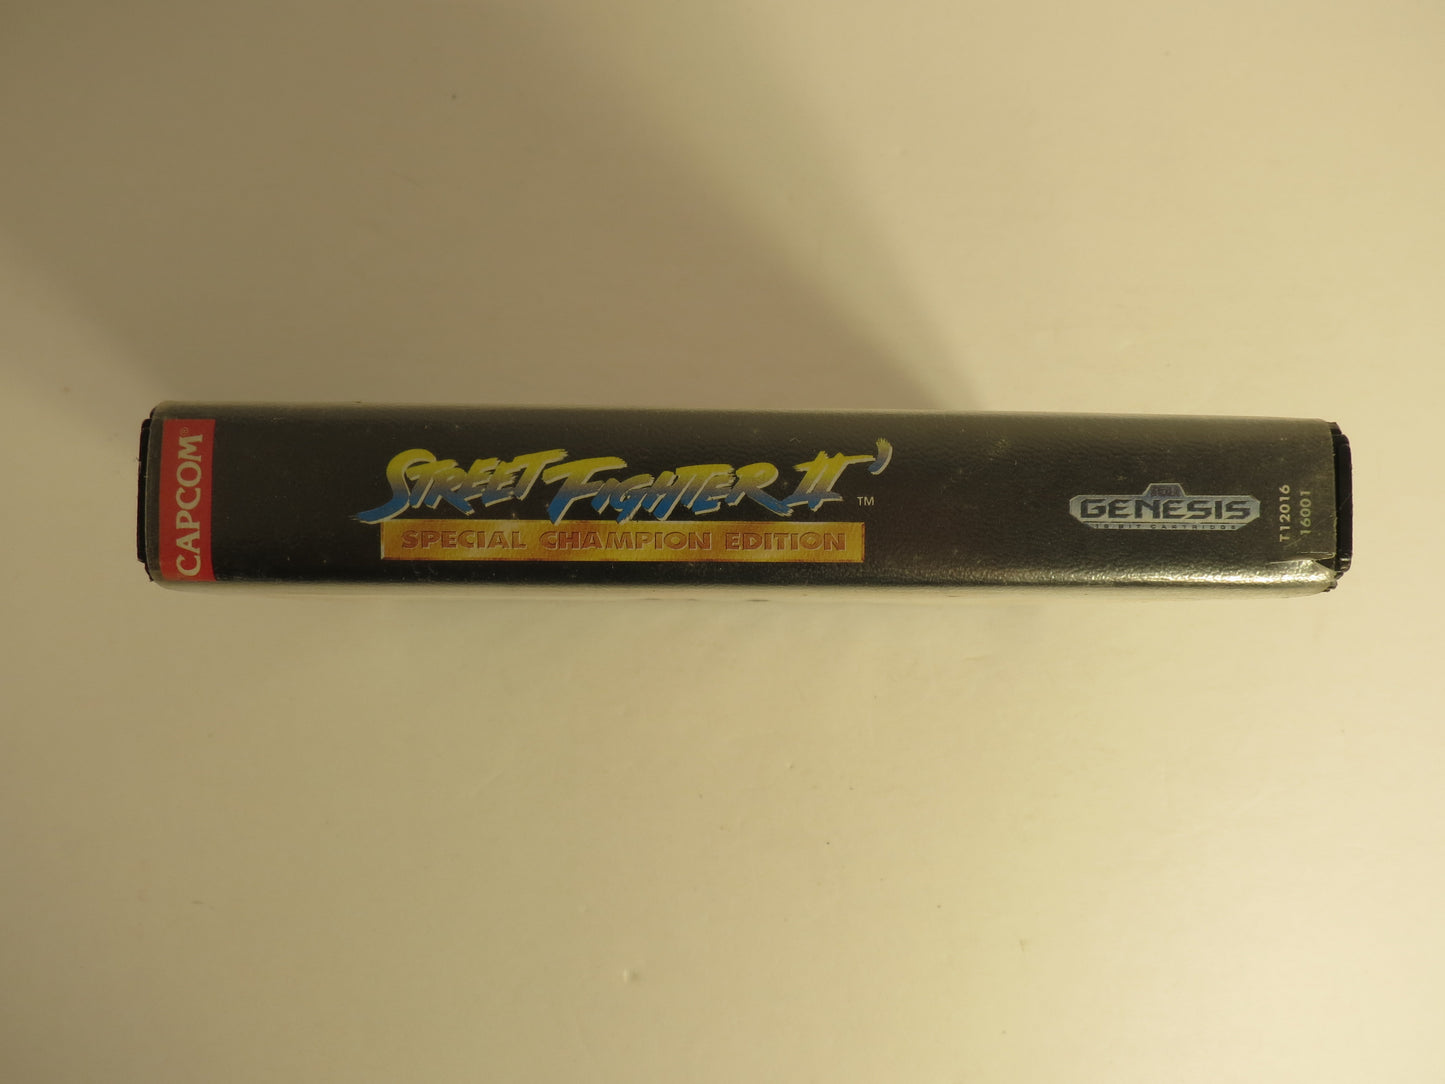 CAPCOM®
STREET FIGHTER II' ™
SPECIAL CHAMPION EDITION
SEGA
GENESIS
16-BIT CARTRIDGE
T12016
16001